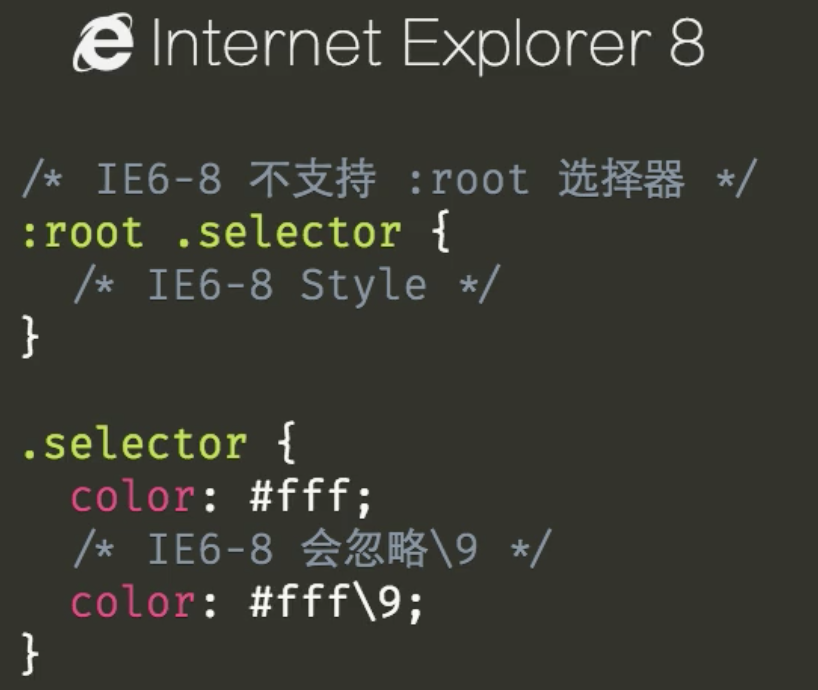 Internet Explorer 8
/* IE6-8 不支持 :root 选择器 */
:root .selector {
/* IE6-8 Style */
}
.selector {
color: #fff;
/* IE6-8 会忽略\9 */
color: #fff\9;
}